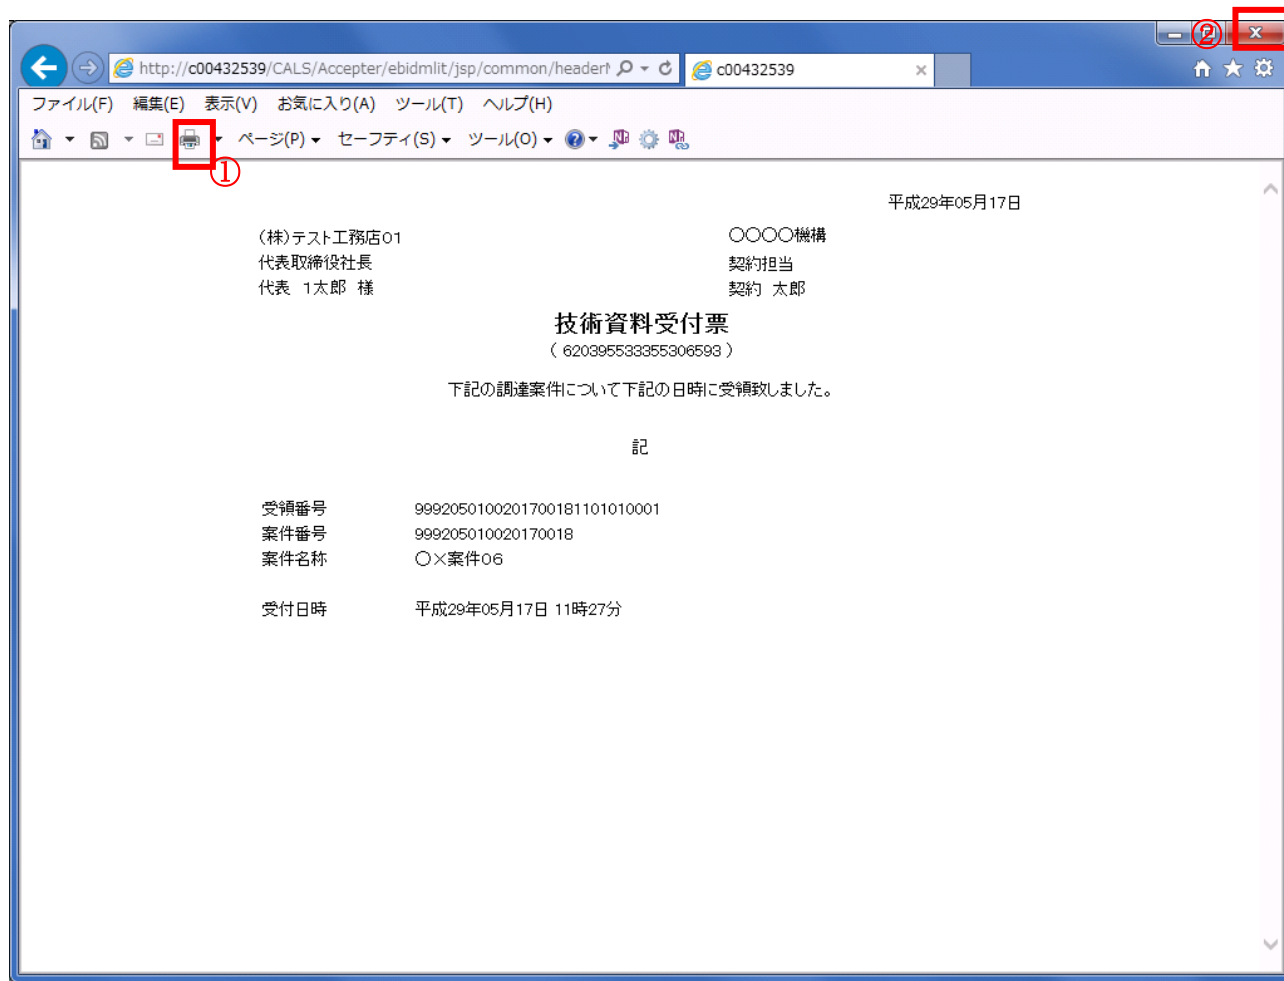 ②
http://c00432539/CALS/Accepter/ebidmlit/jsp/common/header
c00432539
ファイル(F) 編集(E) 表示(V) お気に入り(A) ツール(T) ヘルプ(H)
ページ(P) セーフティ(S) ツール(O)
①
平成29年05月17日
(株)テスト工務店01
代表取締役社長
代表 1太郎 様
〇〇〇〇機構
契約担当
契約 太郎
技術資料受付票
( 620395533355306593 )
下記の調達案件について下記の日時に受領致しました。
記
受領番号 99920501002017001811010​10001
案件番号 999205010020170018
案件名称 〇×案件06
受付日時 平成29年05月17日 11時27分